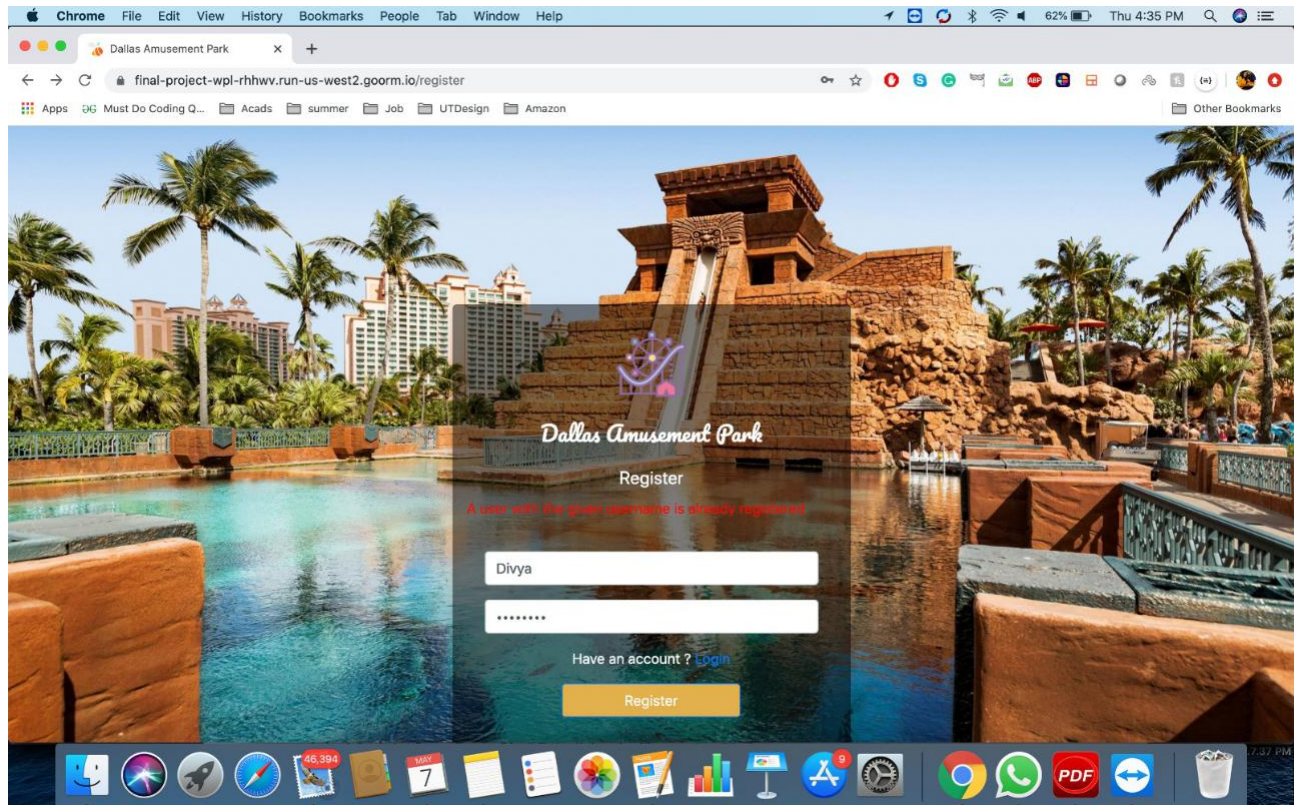 Chrome File Edit View History Bookmarks People Tab Window Help 62% Thu 4:35 PM
Dallas Amusement Park
final-project-wpl-rhhwv.run-us-west2.goorm.io/register
Apps Must Do Coding Q... Acads summer Job UTDesign Amazon Other Bookmarks
Dallas Amusement Park
Register
A user with the given username is already registered
Divya
••••••••
Have an account ? Login
Register
7.37 PM
46,394 MAY 9
7 PDF